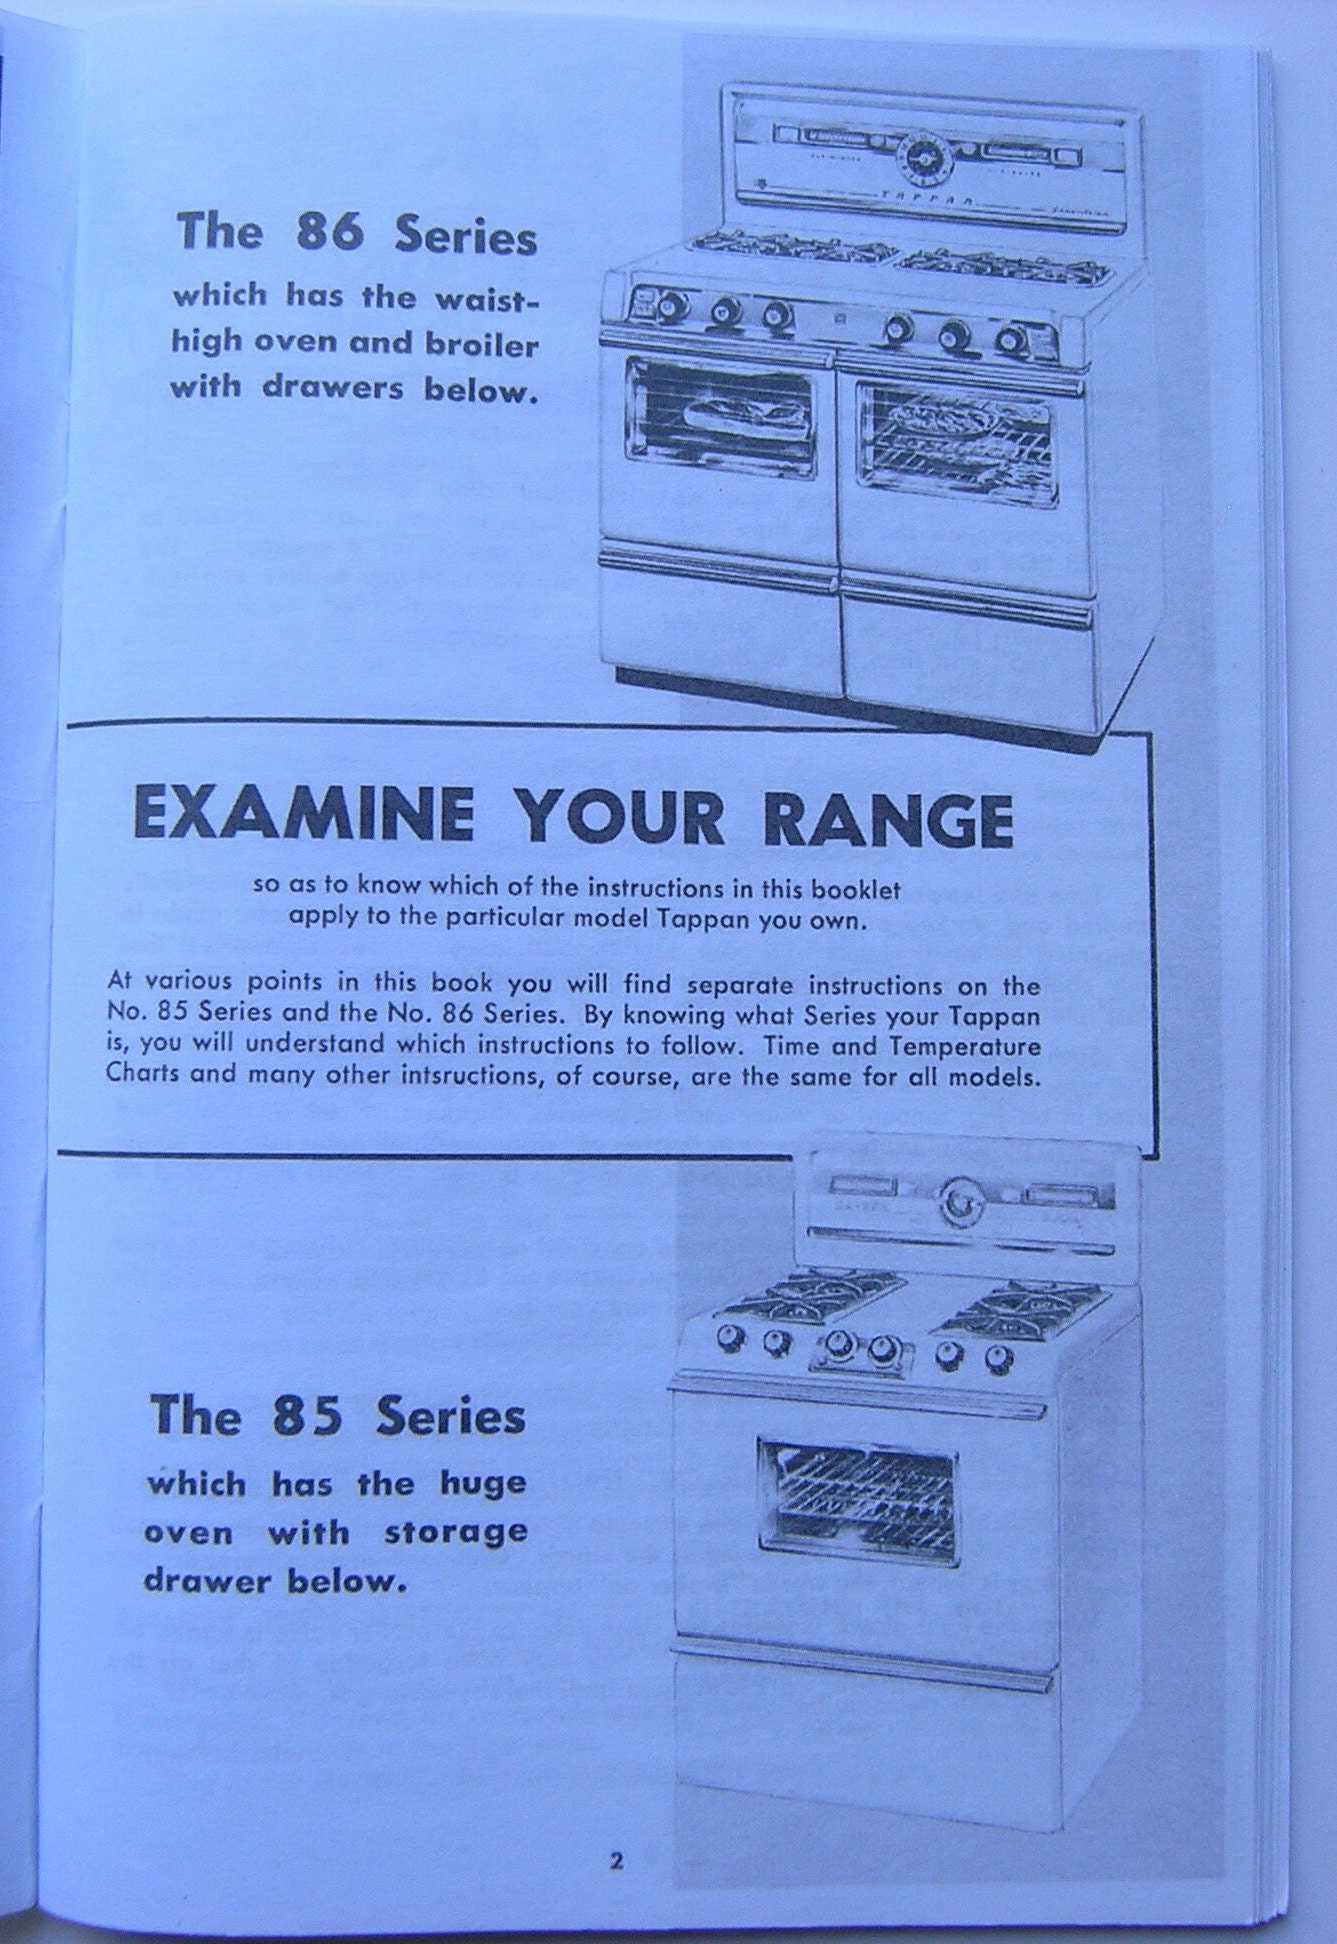 TAPPAN
The 86 Series
which has the waist-
high oven and broiler
with drawers below.
EXAMINE YOUR RANGE
so as to know which of the instructions in this booklet
apply to the particular model Tappan you own.
At various points in this book you will find separate instructions on the
No. 85 Series and the No. 86 Series. By knowing what Series your Tappan
is, you will understand which instructions to follow. Time and Temperature
Charts and many other intsructions, of course, are the same for all models.
The 85 Series
which has the huge
oven with storage
drawer below.
2